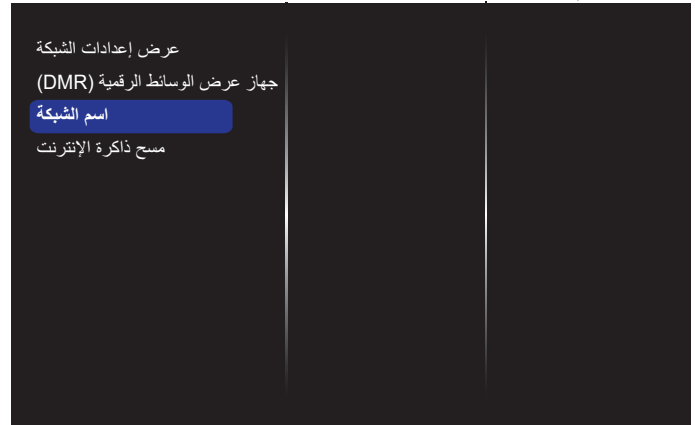 عرض إعدادات الشبكة
جهاز عرض الوسائط الرقمية (DMR)
اسم الشبكة
مسح ذاكرة الإنترنت